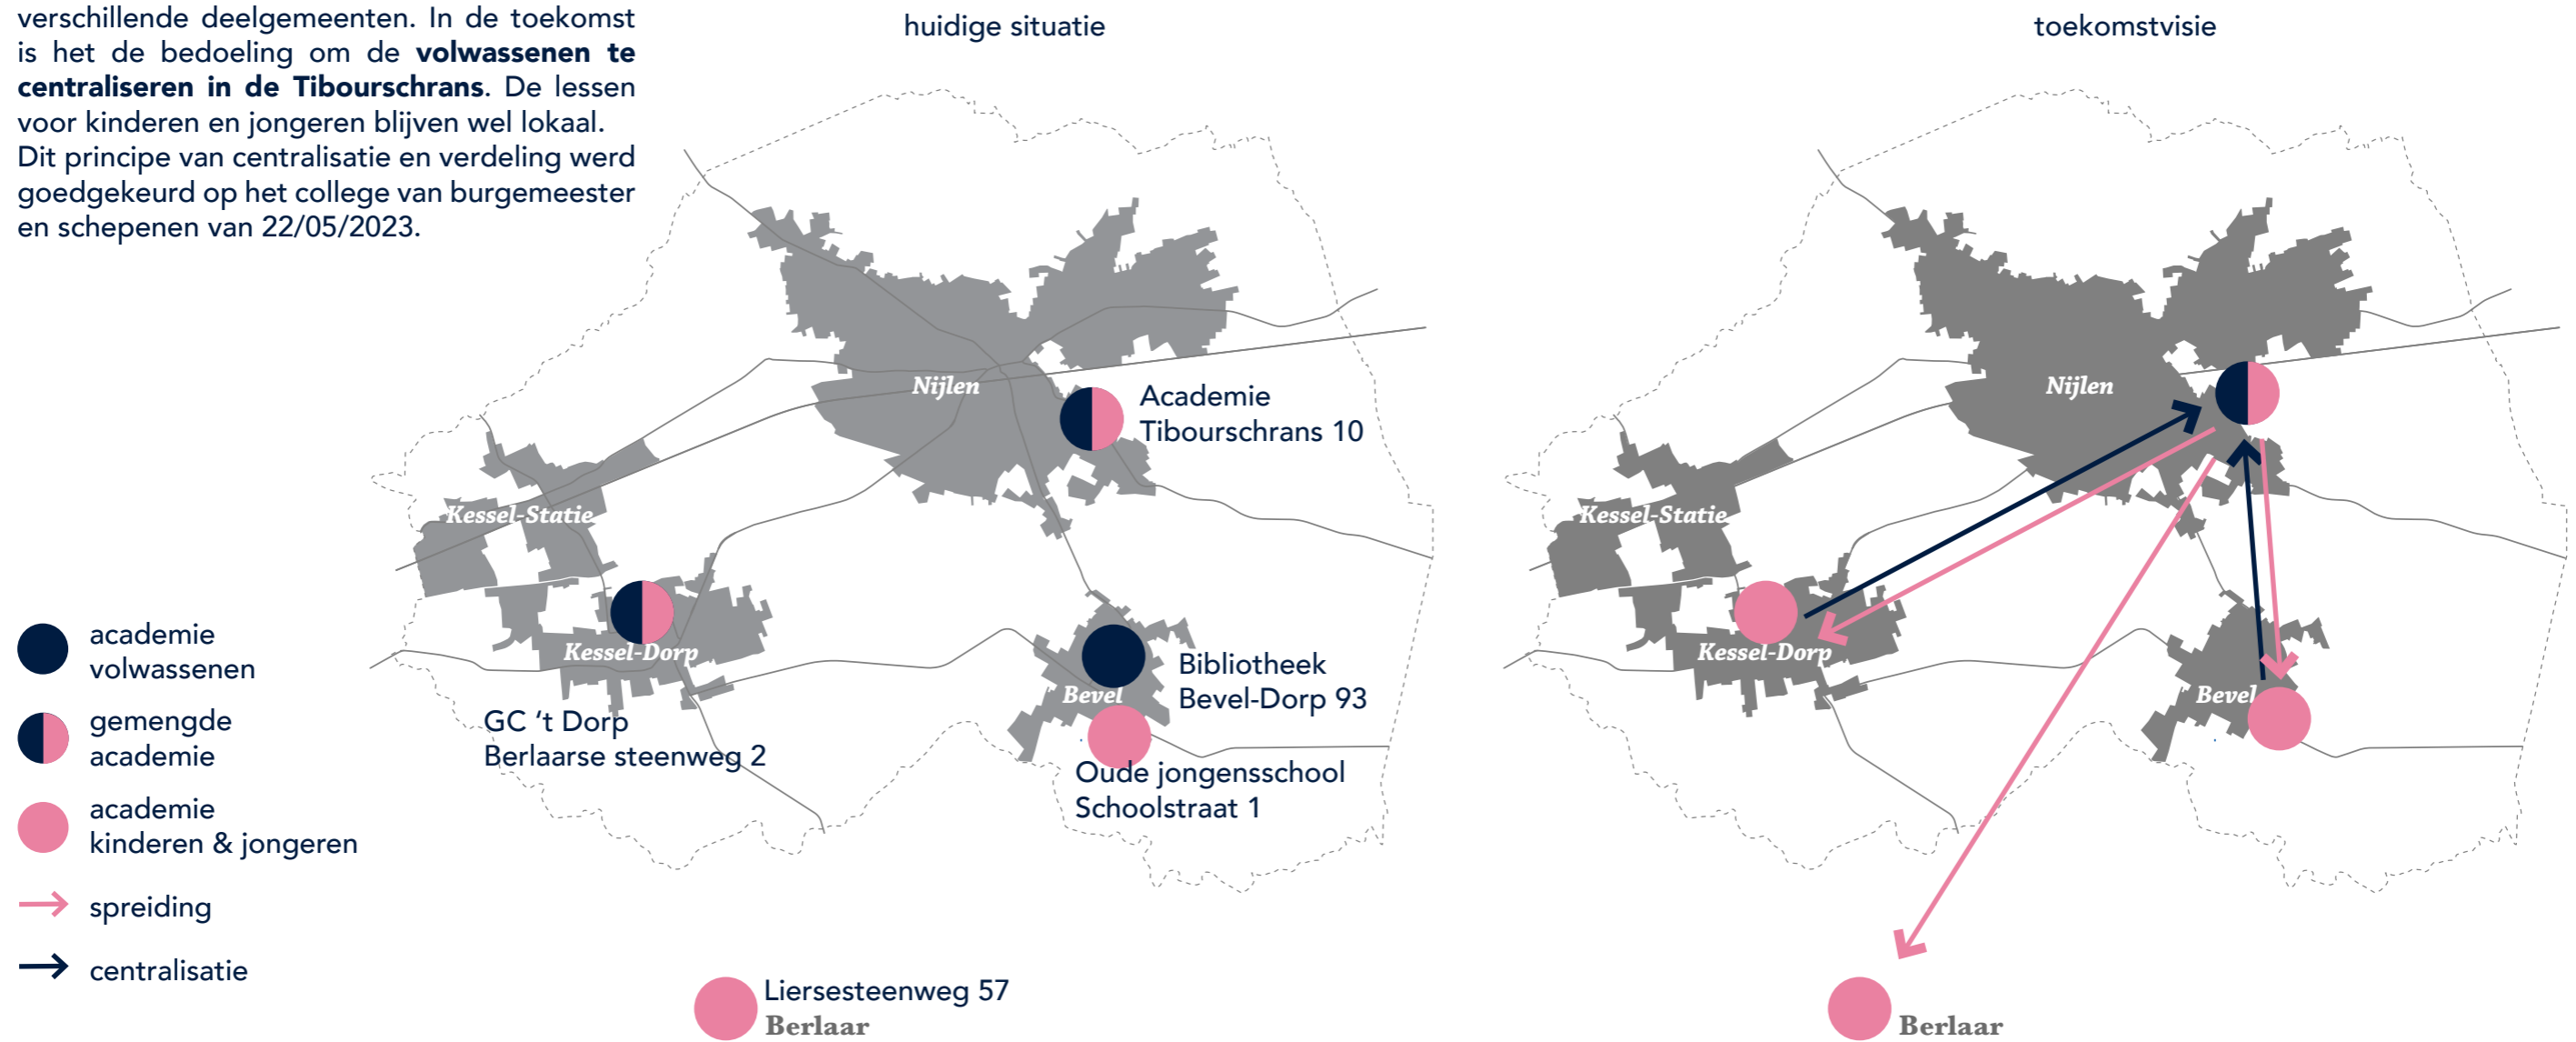 verschillende deelgemeenten. In de toekomst
is het de bedoeling om de volwassenen te
centraliseren in de Tibourschrans. De lessen
voor kinderen en jongeren blijven wel lokaal.
Dit principe van centralisatie en verdeling werd
goedgekeurd op het college van burgemeester
en schepenen van 22/05/2023.
huidige situatie
Nijlen
Academie
Tibourschrans 10
Kessel-Statie
Kessel-Dorp
GC ‘t Dorp
Berlaarse steenweg 2
Bibliotheek
Bevel-Dorp 93
Bevel
Oude jongensschool
Schoolstraat 1
Liersesteenweg 57
Berlaar
academie
volwassenen
gemengde
academie
academie
kinderen & jongeren
spreiding
centralisatie
toekomstvisie
Nijlen
Kessel-Statie
Kessel-Dorp
Bevel
Berlaar